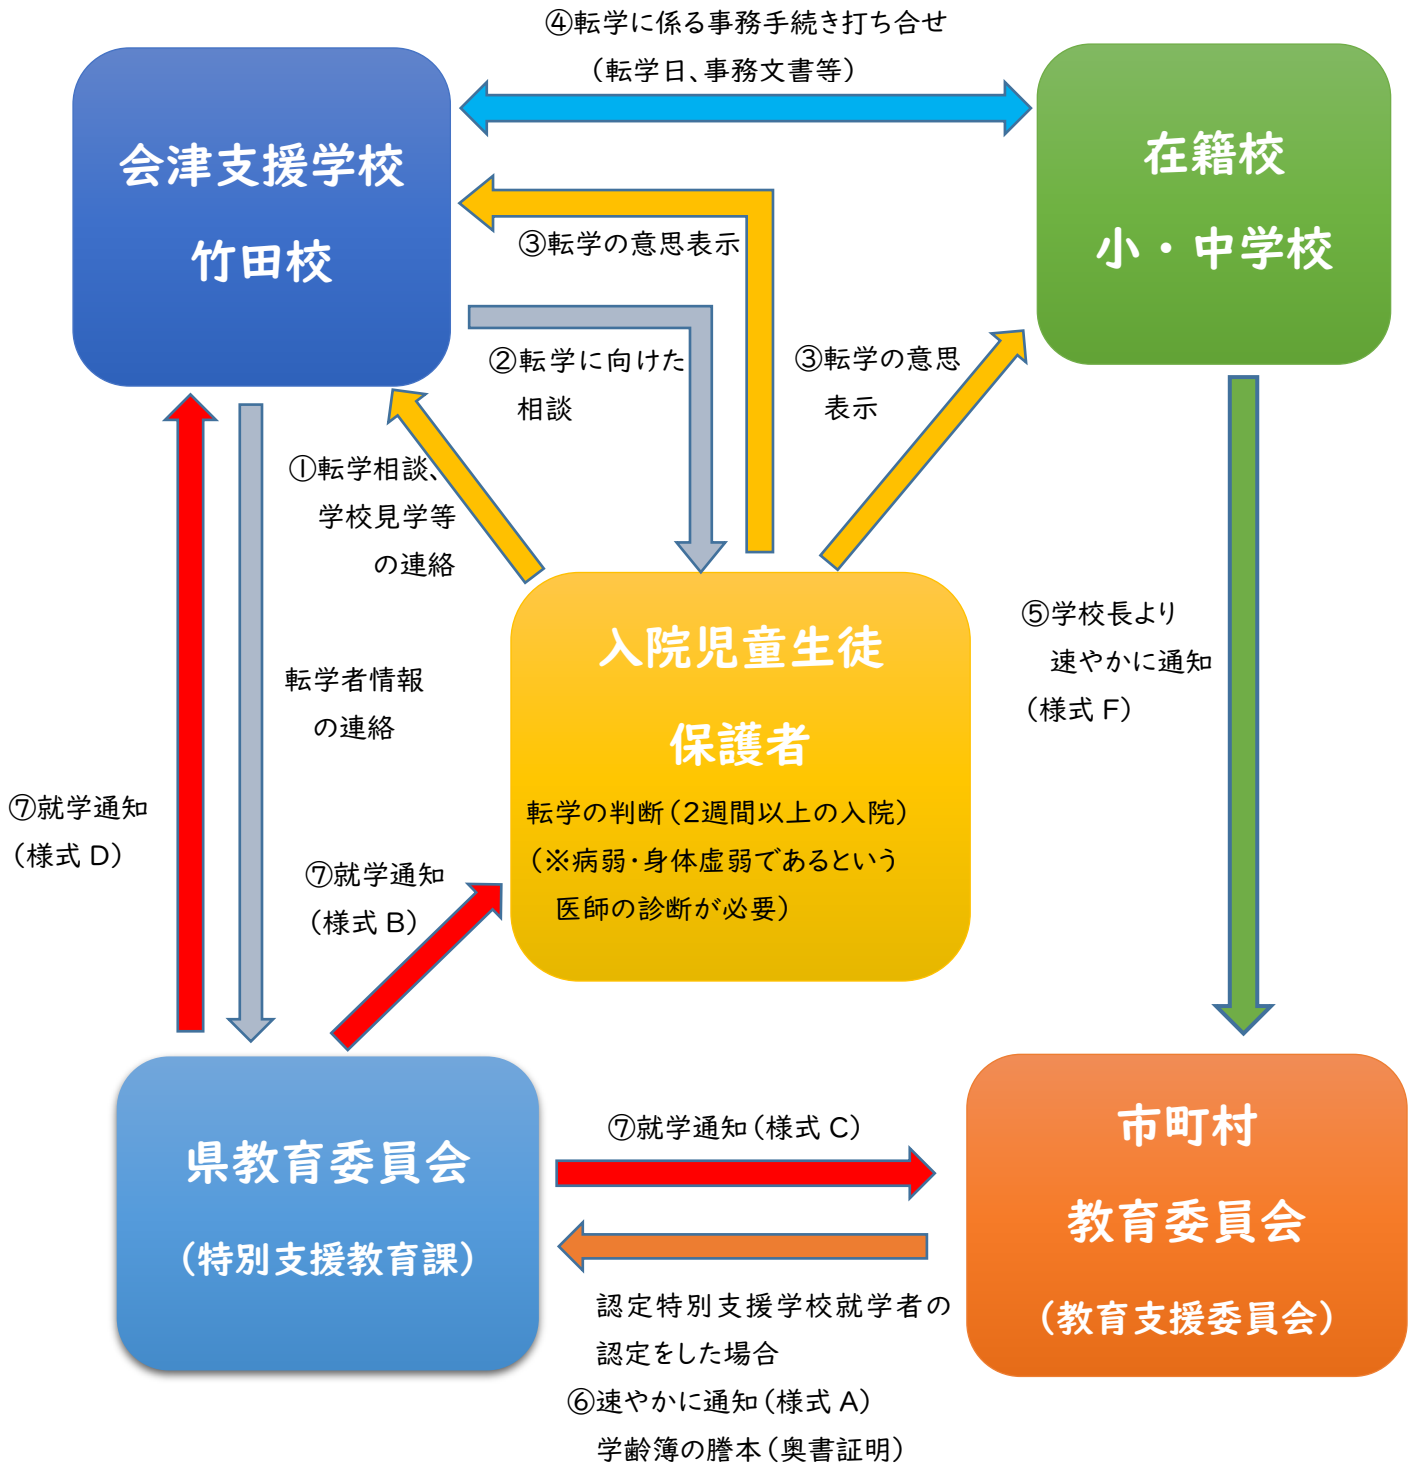 ④転学に係る事務手続き打ち合せ
（転学日、事務文書等）
会津支援学校
竹田校
在籍校
小・中学校
③転学の意思表示
②転学に向けた
相談
③転学の意思
表示
①転学相談、
学校見学等
の連絡
入院児童生徒
保護者
転学の判断（2週間以上の入院）
（※病弱・身体虚弱であるという
医師の診断が必要）
⑤学校長より
速やかに通知
（様式 F）
転学者情報
の連絡
⑦就学通知
（様式 D）
⑦就学通知
（様式 B）
県教育委員会
（特別支援教育課）
⑦就学通知（様式 C）
市町村
教育委員会
（教育支援委員会）
認定特別支援学校就学者の
認定をした場合
⑥速やかに通知（様式 A）
学齢簿の謄本（奥書証明）